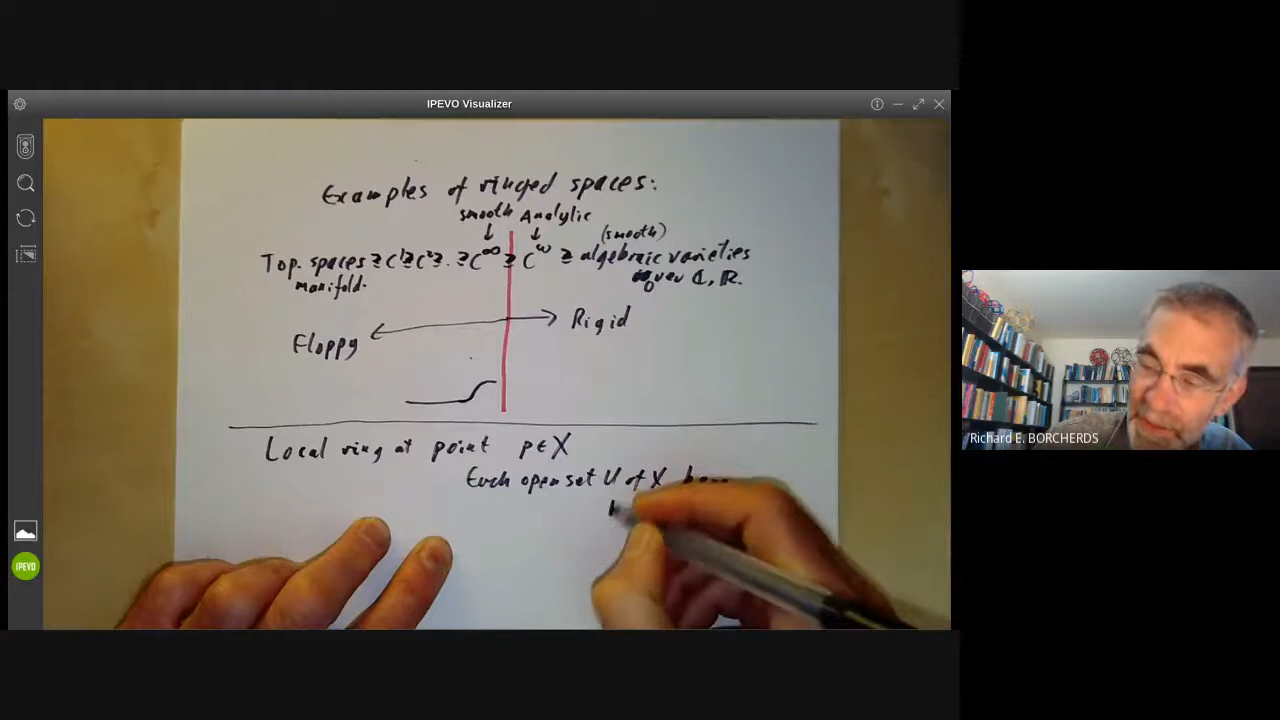 IPEVO Visualizer
Examples of ringed spaces:
smooth Analytic
(smooth)
Top. spaces ⊇ C¹ ⊇ C² ⊇ . ⊇ C^∞ ⊇ C^ω ⊇ algebraic varieties
manifold. over ℂ, ℝ.
Rigid
Floppy
Local ring at point p∈X
Each open set U of X
IPEVO
Richard E. BORCHERDS